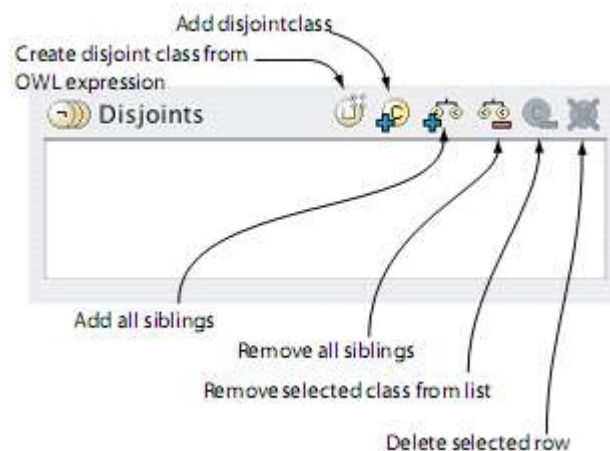 Add disjointclass
Create disjoint class from
OWL expression
Disjoints
Add all siblings
Remove all siblings
Remove selected class from list
Delete selected row